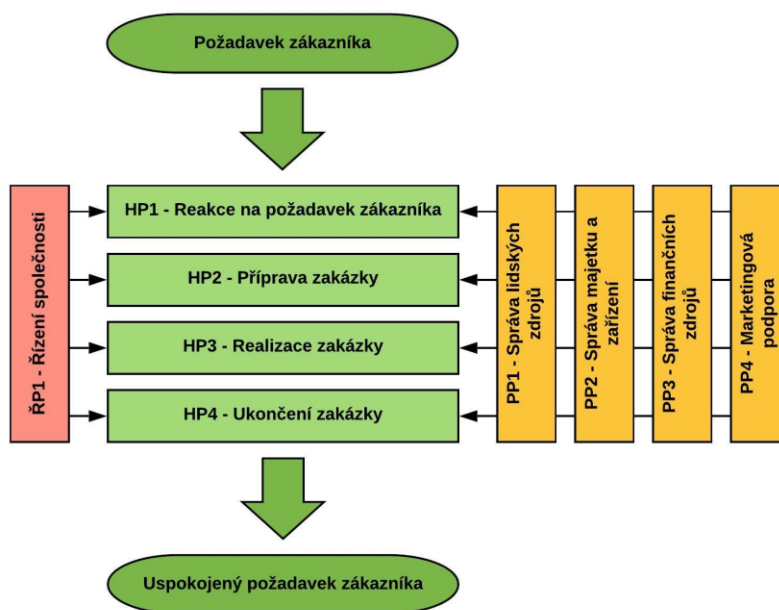 Požadavek zákazníka
ŘP1 - Řízení společnosti
HP1 - Reakce na požadavek zákazníka
HP2 - Příprava zakázky
HP3 - Realizace zakázky
HP4 - Ukončení zakázky
PP1 - Správa lidských
zdrojů
PP2 - Správa majetku a
zařízení
PP3 - Správa finančních
zdrojů
PP4 - Marketingová
podpora
Uspokojený požadavek zákazníka